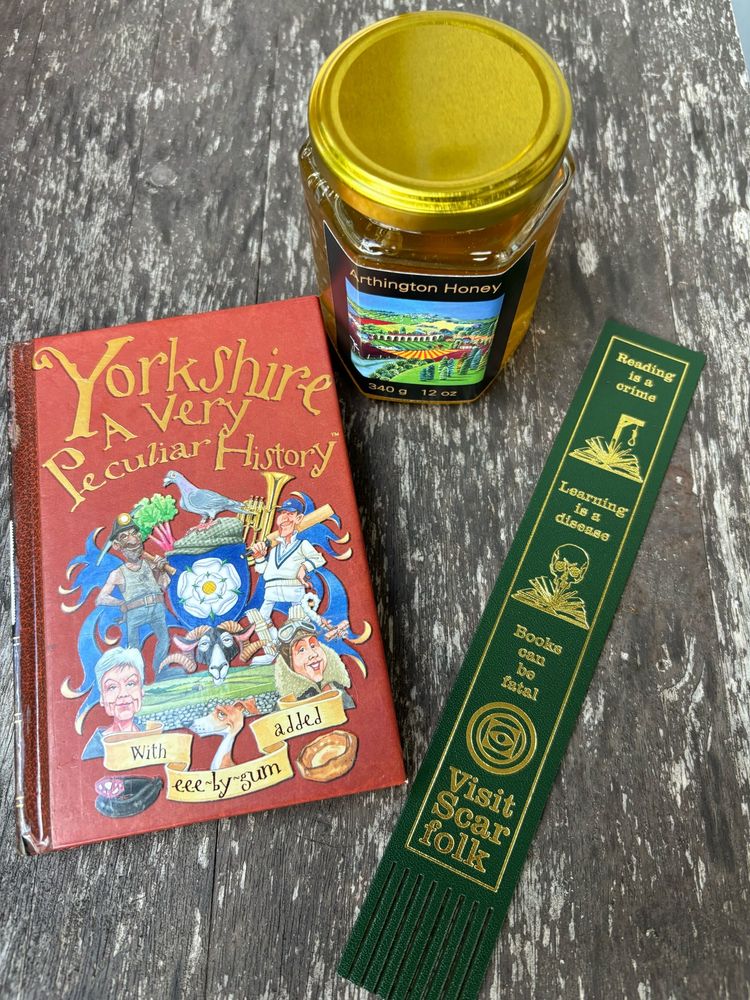 Arthington Honey
340 g 12 oz
Yorkshire
A Very
Peculiar History™
With
eee~by~gum
added
Reading
is a
crime
Learning
is a
disease
Books
can
be
fatal
Visit
Scar
folk